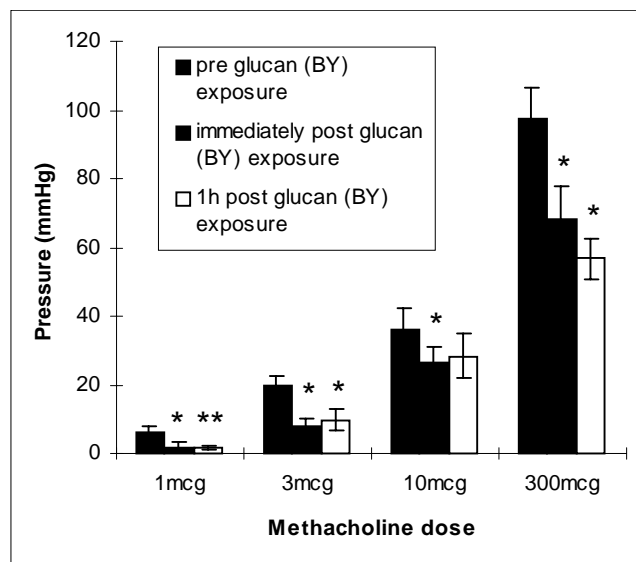 120
100
80
60
40
20
0
Pressure (mmHg)
pre glucan (BY)
exposure
immediately post glucan
(BY) exposure
1h post glucan (BY)
exposure
* **
* *
*
*
*
1mcg 3mcg 10mcg 300mcg
Methacholine dose